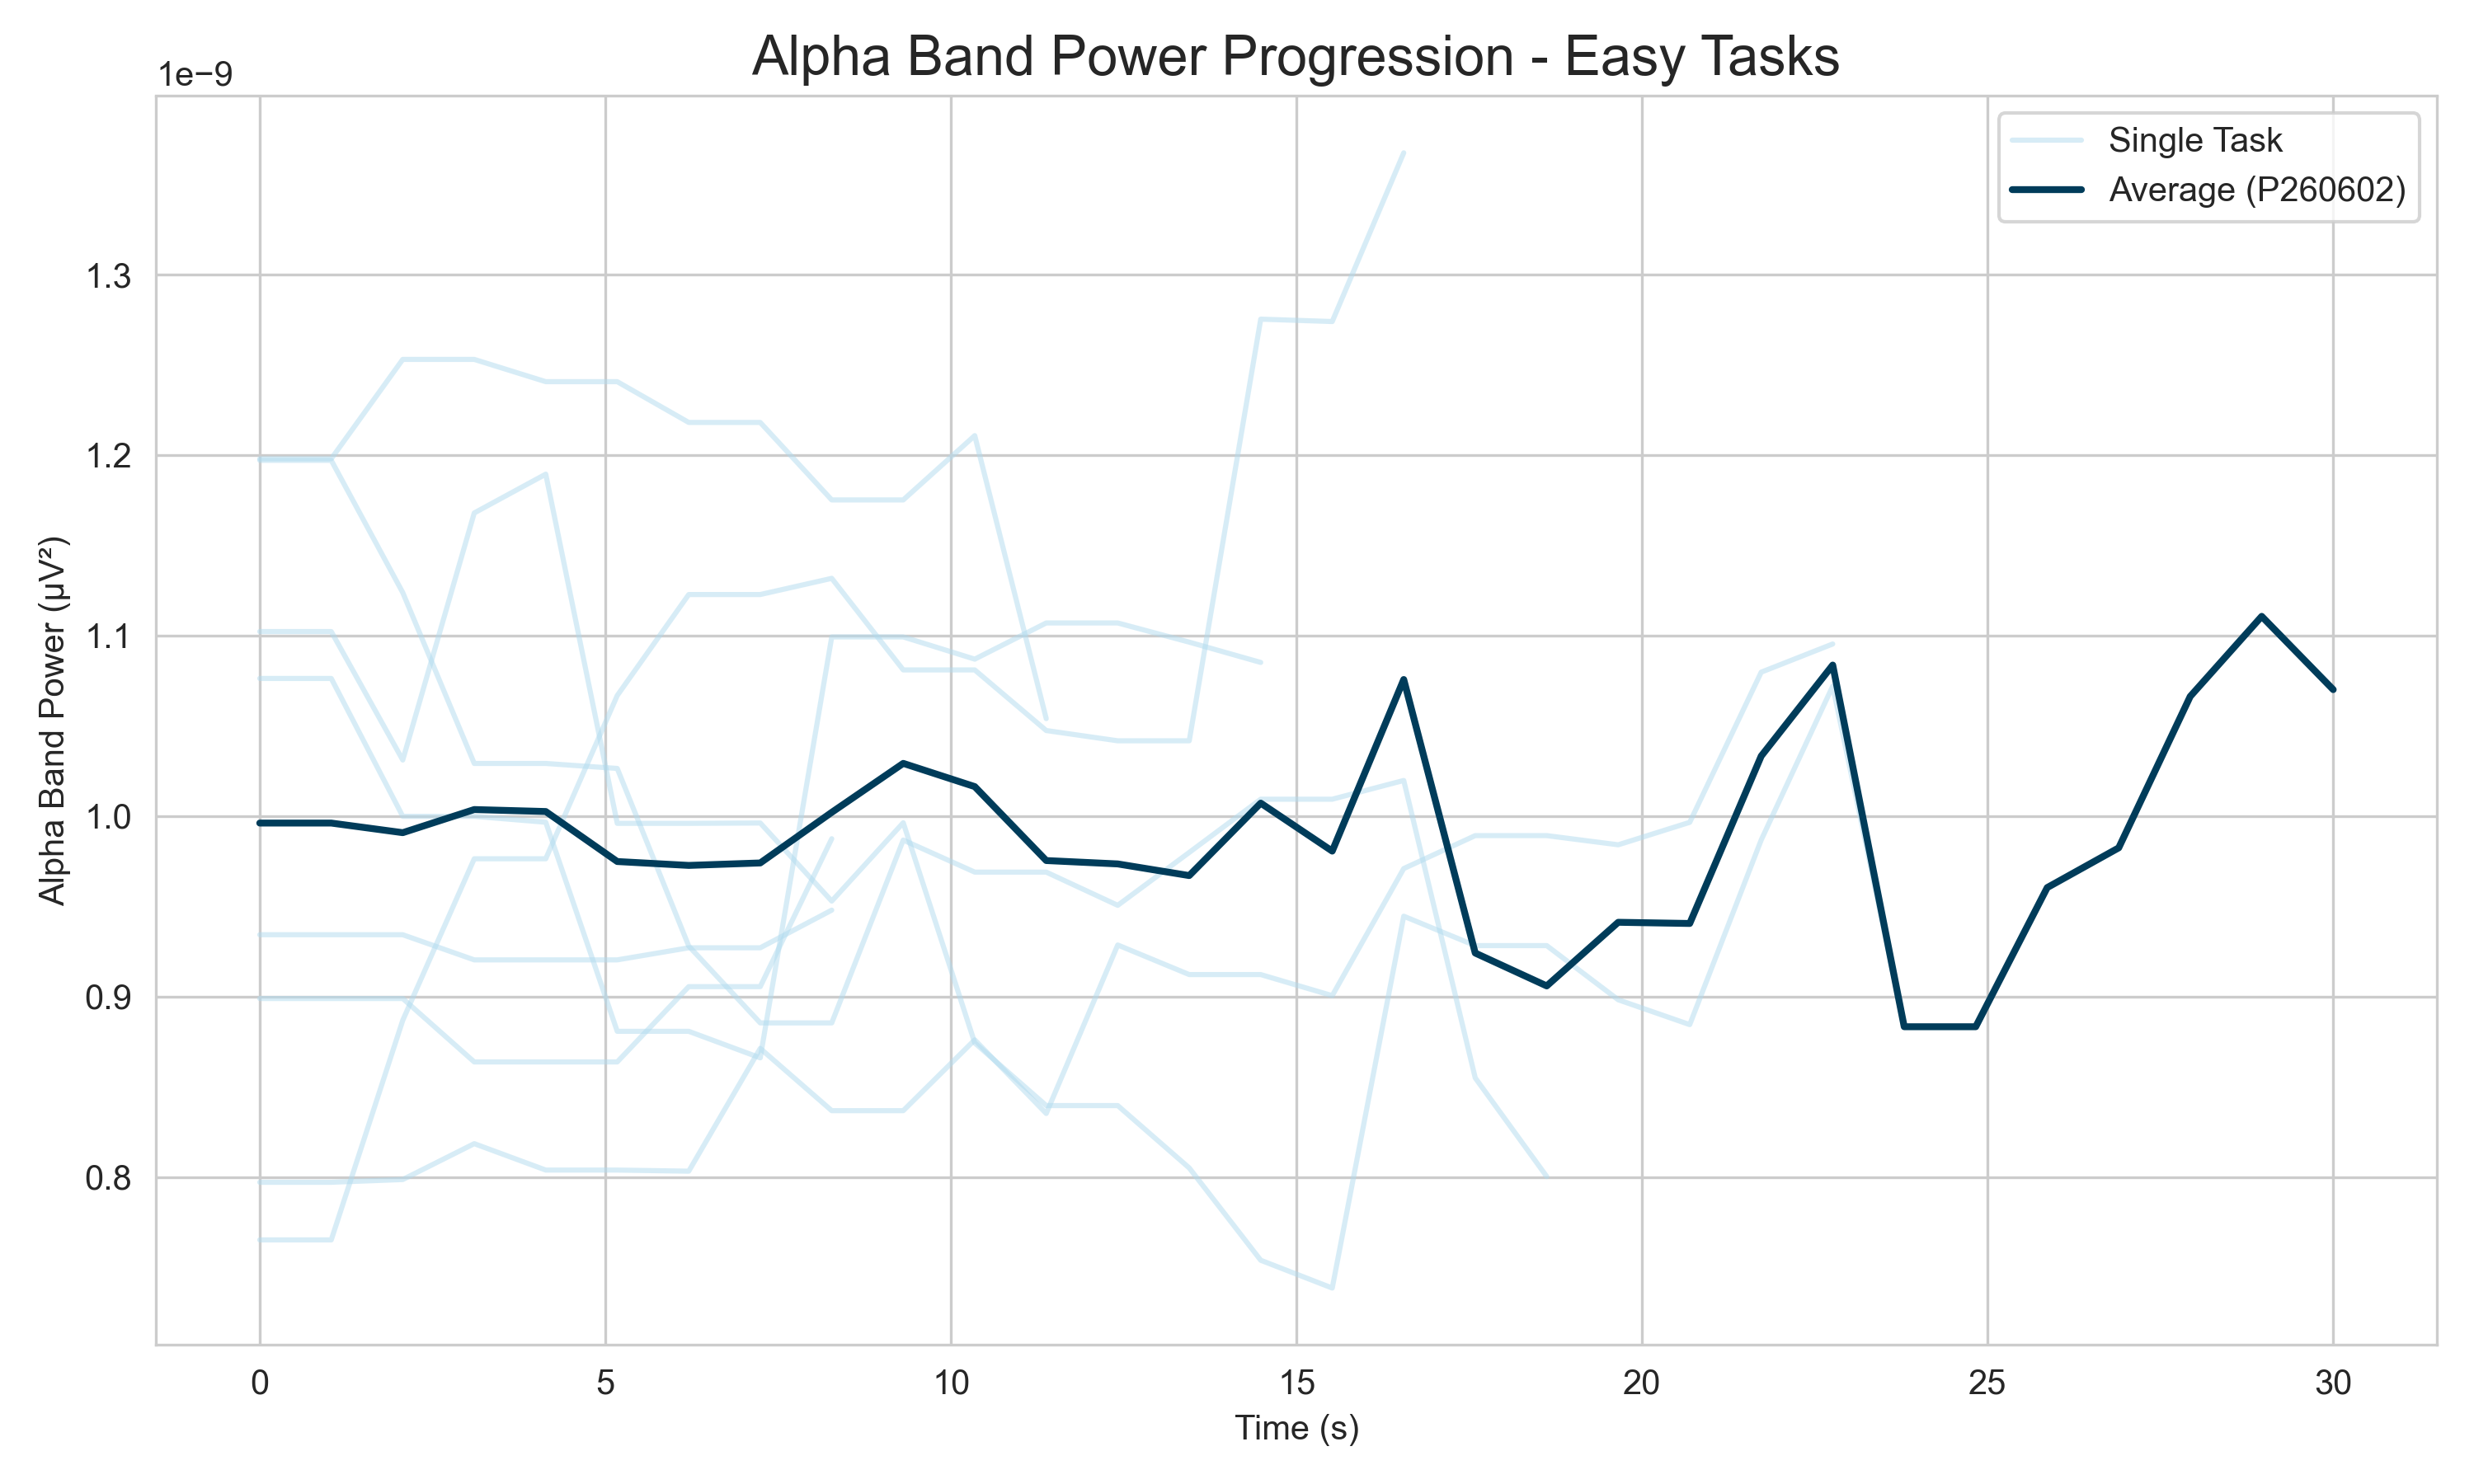 Alpha Band Power Progression - Easy Tasks
1e−9
Single Task
Average (P260602)
Alpha Band Power (µV²)
1.3
1.2
1.1
1.0
0.9
0.8
0 5 10 15 20 25 30
Time (s)